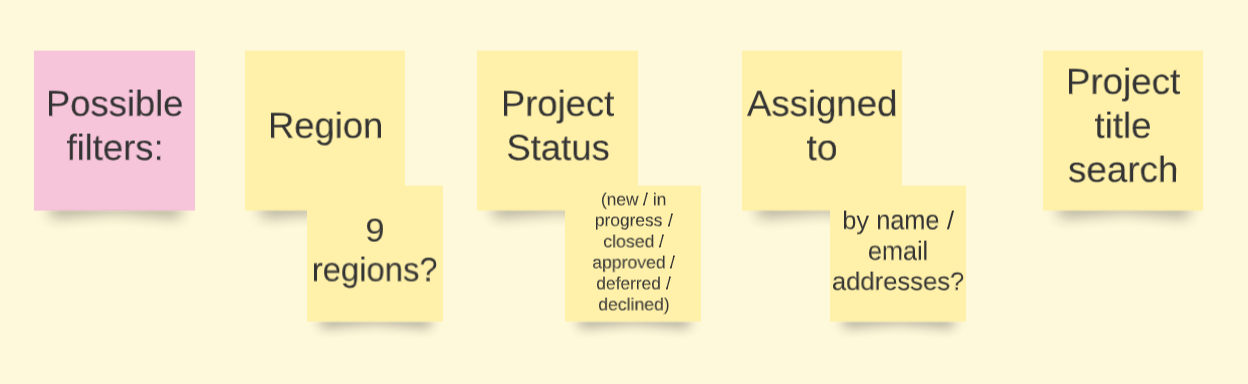 Possible
filters:
Region
9
regions?
Project
Status
(new / in
progress /
closed /
approved /
deferred /
declined)
Assigned
to
by name /
email
addresses?
Project
title
search